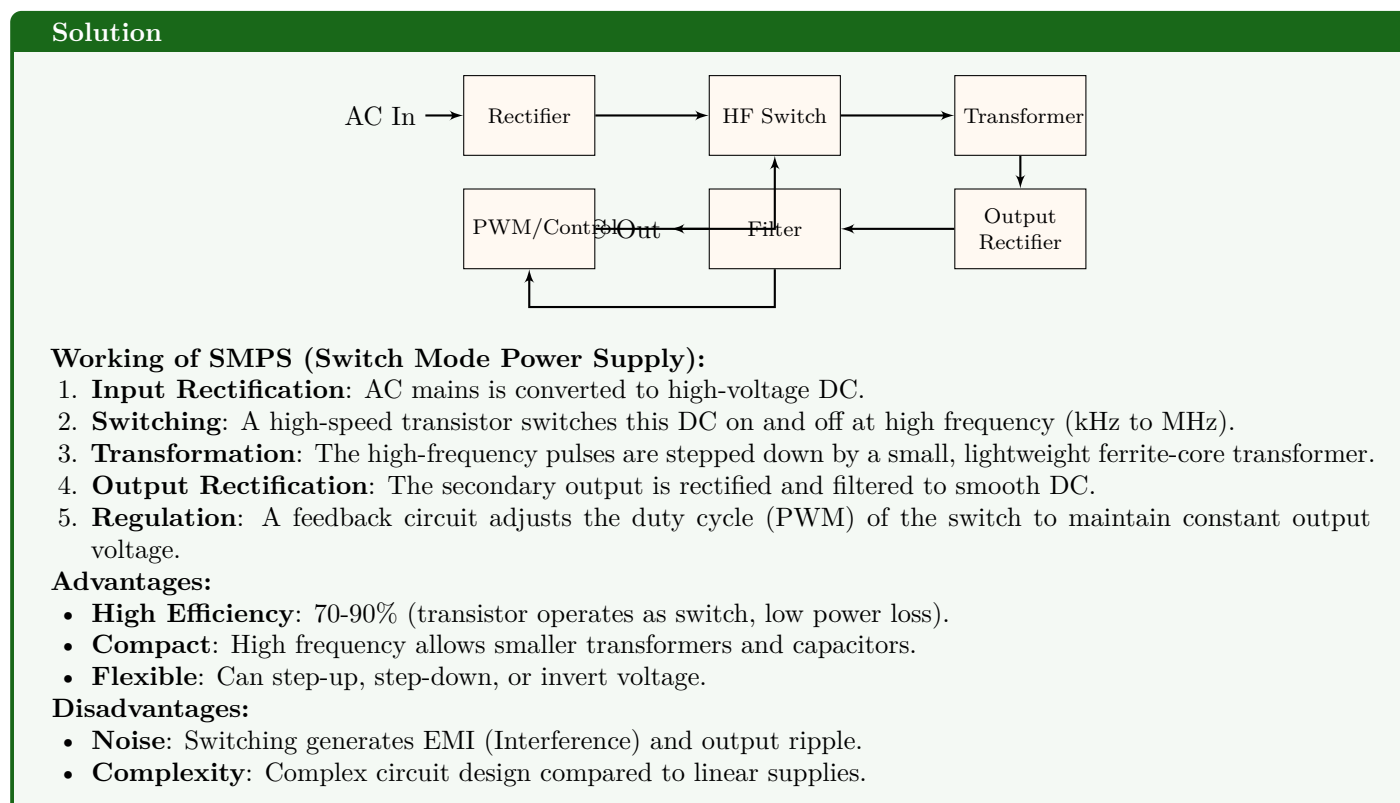 Solution
AC In
Rectifier
HF Switch
Transformer
PWM/Control
Out
Filter
Output
Rectifier
Working of SMPS (Switch Mode Power Supply):
1. Input Rectification: AC mains is converted to high-voltage DC.
2. Switching: A high-speed transistor switches this DC on and off at high frequency (kHz to MHz).
3. Transformation: The high-frequency pulses are stepped down by a small, lightweight ferrite-core transformer.
4. Output Rectification: The secondary output is rectified and filtered to smooth DC.
5. Regulation: A feedback circuit adjusts the duty cycle (PWM) of the switch to maintain constant output
voltage.
Advantages:
• High Efficiency: 70-90% (transistor operates as switch, low power loss).
• Compact: High frequency allows smaller transformers and capacitors.
• Flexible: Can step-up, step-down, or invert voltage.
Disadvantages:
• Noise: Switching generates EMI (Interference) and output ripple.
• Complexity: Complex circuit design compared to linear supplies.